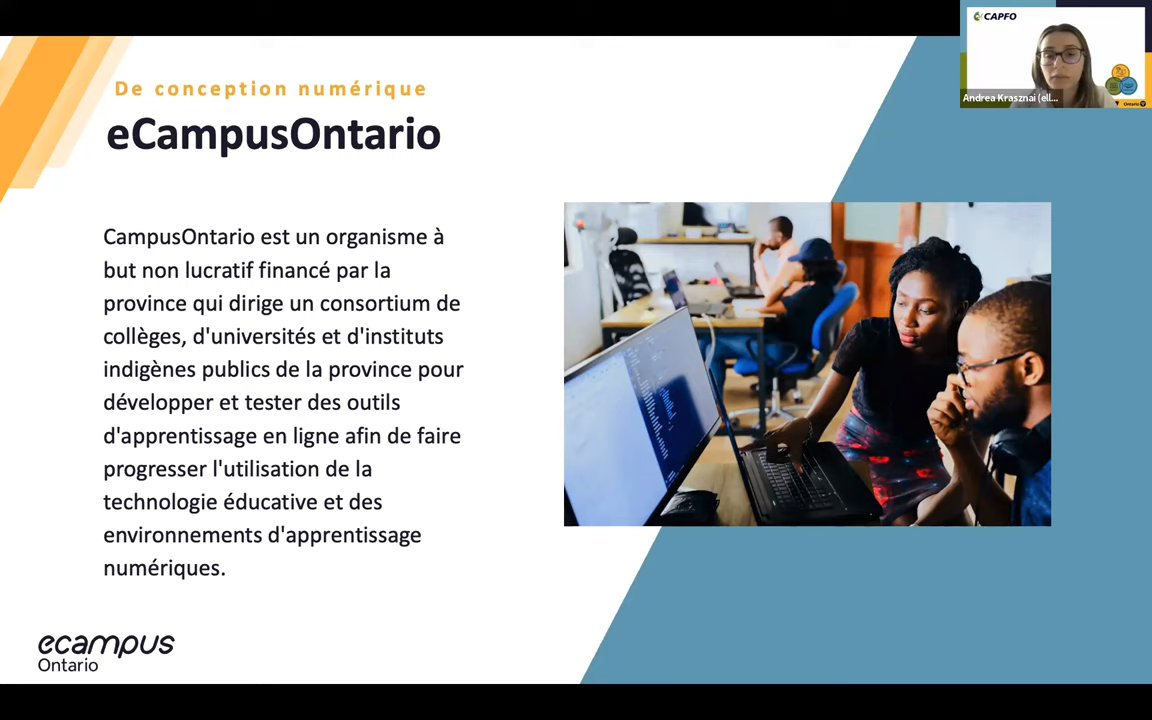 De conception numérique
eCampusOntario
CampusOntario est un organisme à
but non lucratif financé par la
province qui dirige un consortium de
collèges, d'universités et d'instituts
indigènes publics de la province pour
développer et tester des outils
d'apprentissage en ligne afin de faire
progresser l'utilisation de la
technologie éducative et des
environnements d'apprentissage
numériques.
ecampus
Ontario
CAPFO
Andrea Krasznai (ell...
Ontario